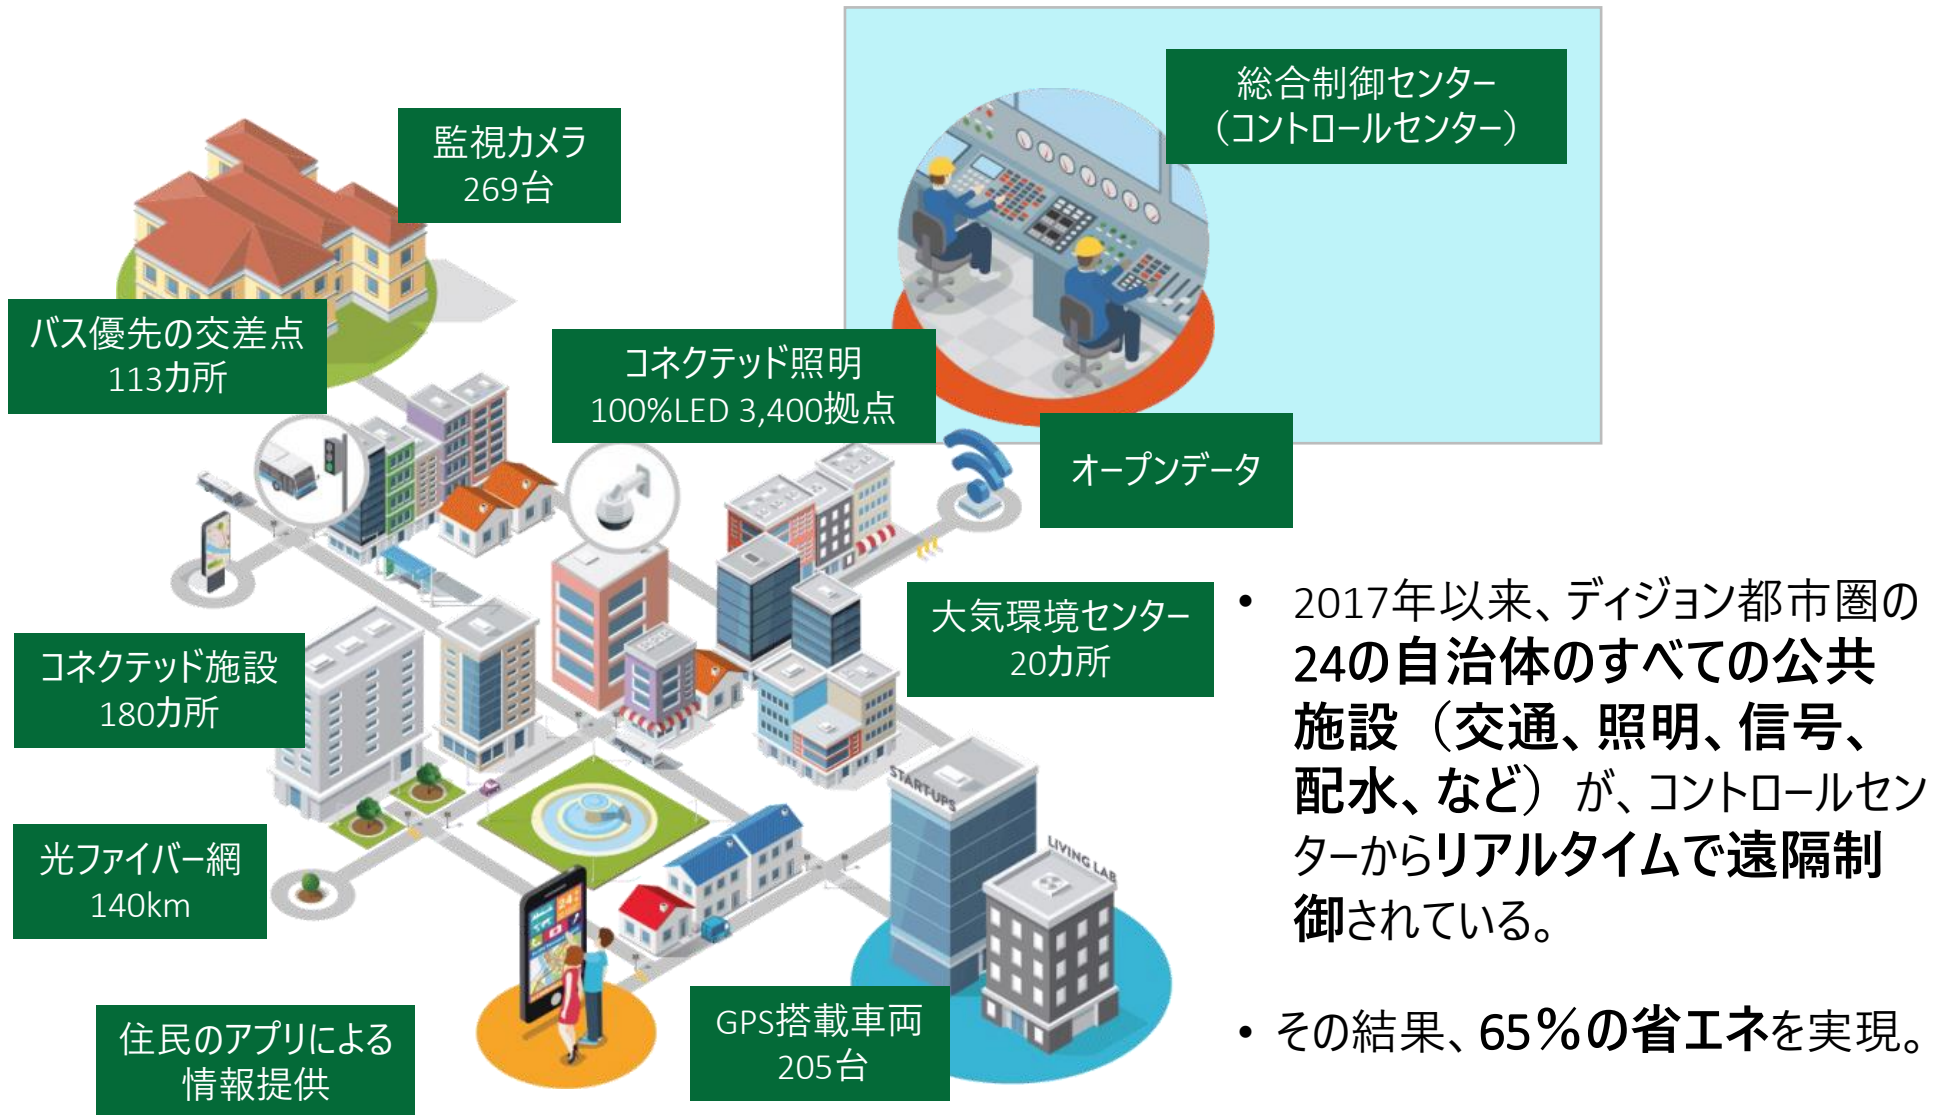 総合制御センター
（コントロールセンター）
監視カメラ
269台
バス優先の交差点
113カ所
コネクテッド照明
100%LED 3,400拠点
オープンデータ
大気環境センター
20カ所
コネクテッド施設
180カ所
START-UPS
LIVING LAB
光ファイバー網
140km
GPS搭載車両
205台
住民のアプリによる
情報提供
• 2017年以来、ディジョン都市圏の
24の自治体のすべての公共
施設（交通、照明、信号、
配水、など）が、コントロールセン
ターからリアルタイムで遠隔制
御されている。
• その結果、65％の省エネを実現。